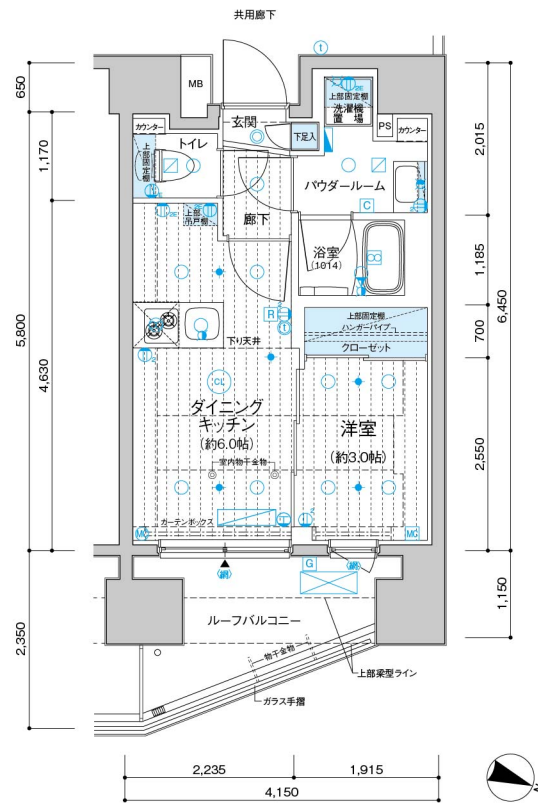 共用廊下
t
MB
玄関
下足入
上部固定棚
2E
洗濯機
置場
PS
カウンター
カウンター
トイレ
上部固定棚
パウダールーム
C
2E
上部
吊戸棚
廊下
浴室
(1014)
R
t
上部固定棚
ハンガーパイプ
クローゼット
下り天井
CL
ダイニング
キッチン
(約6.0帖)
洋室
(約3.0帖)
室内物干金物
カーテンボックス
MC
MC
G
網
網
ルーフバルコニー
物干金物
上部梁型ライン
ガラス手摺
650
1,170
5,800
4,630
2,350
2,015
1,185
6,450
700
2,550
1,150
2,235
1,915
4,150
N